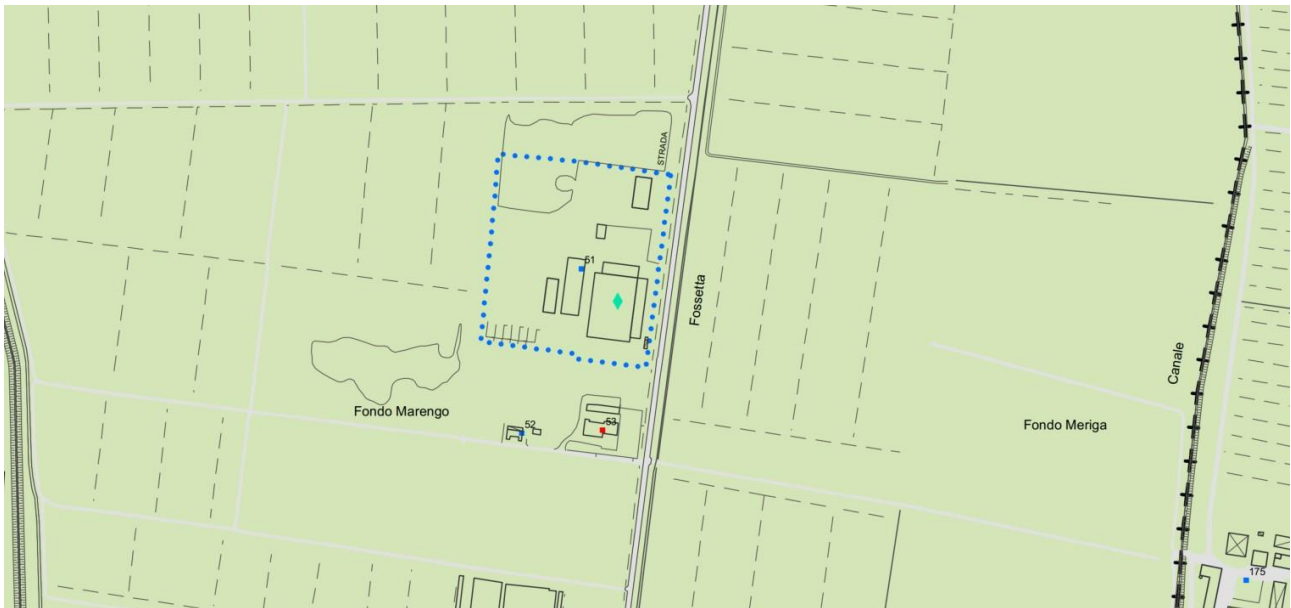 STRADA
51
Fossetta
Canale
Fondo Marengo
52
53
Fondo Meriga
175